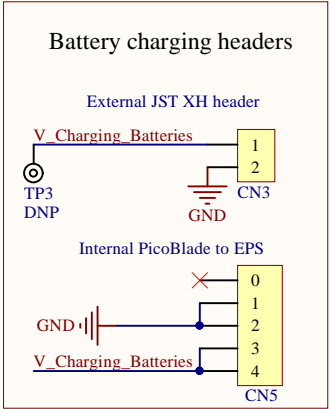 Battery charging headers
External JST XH header
V_Charging_Batteries
1
2
TP3
DNP
CN3
GND
Internal PicoBlade to EPS
0
1
GND
2
3
V_Charging_Batteries
4
CN5